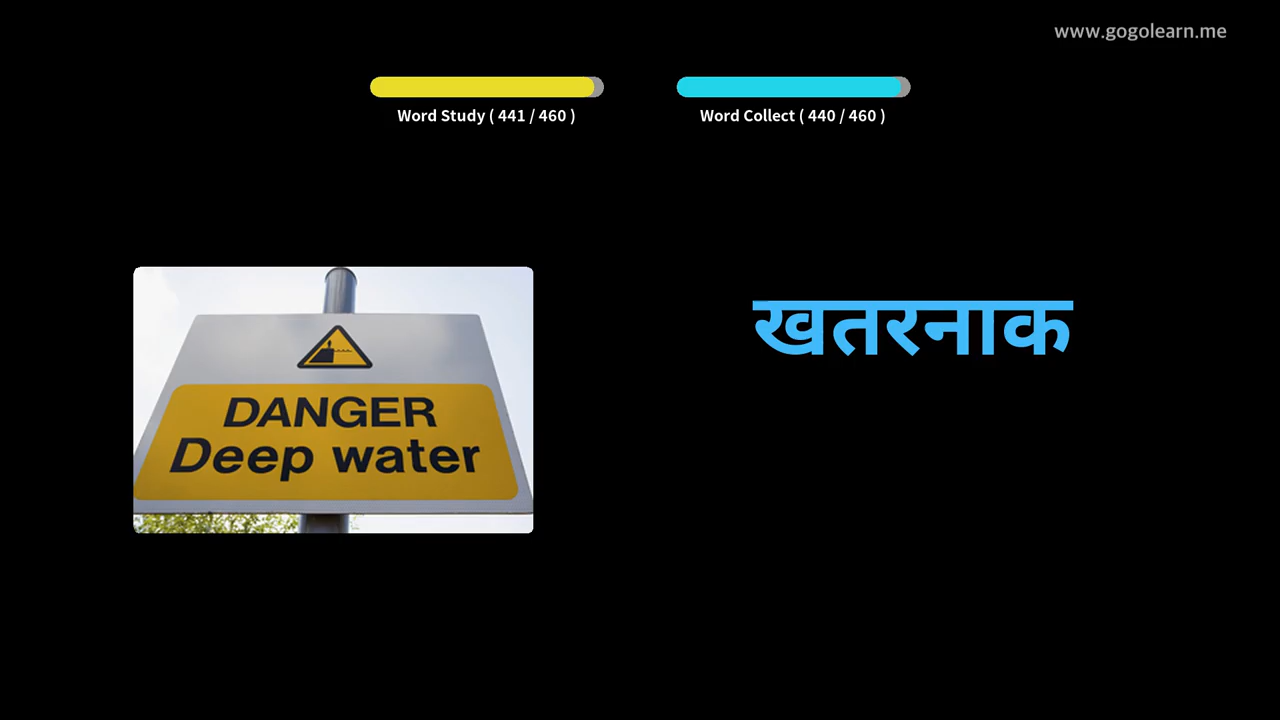 www.gogolearn.me
Word Study ( 441 / 460 )
Word Collect ( 440 / 460 )
खतरनाक
DANGER
Deep water